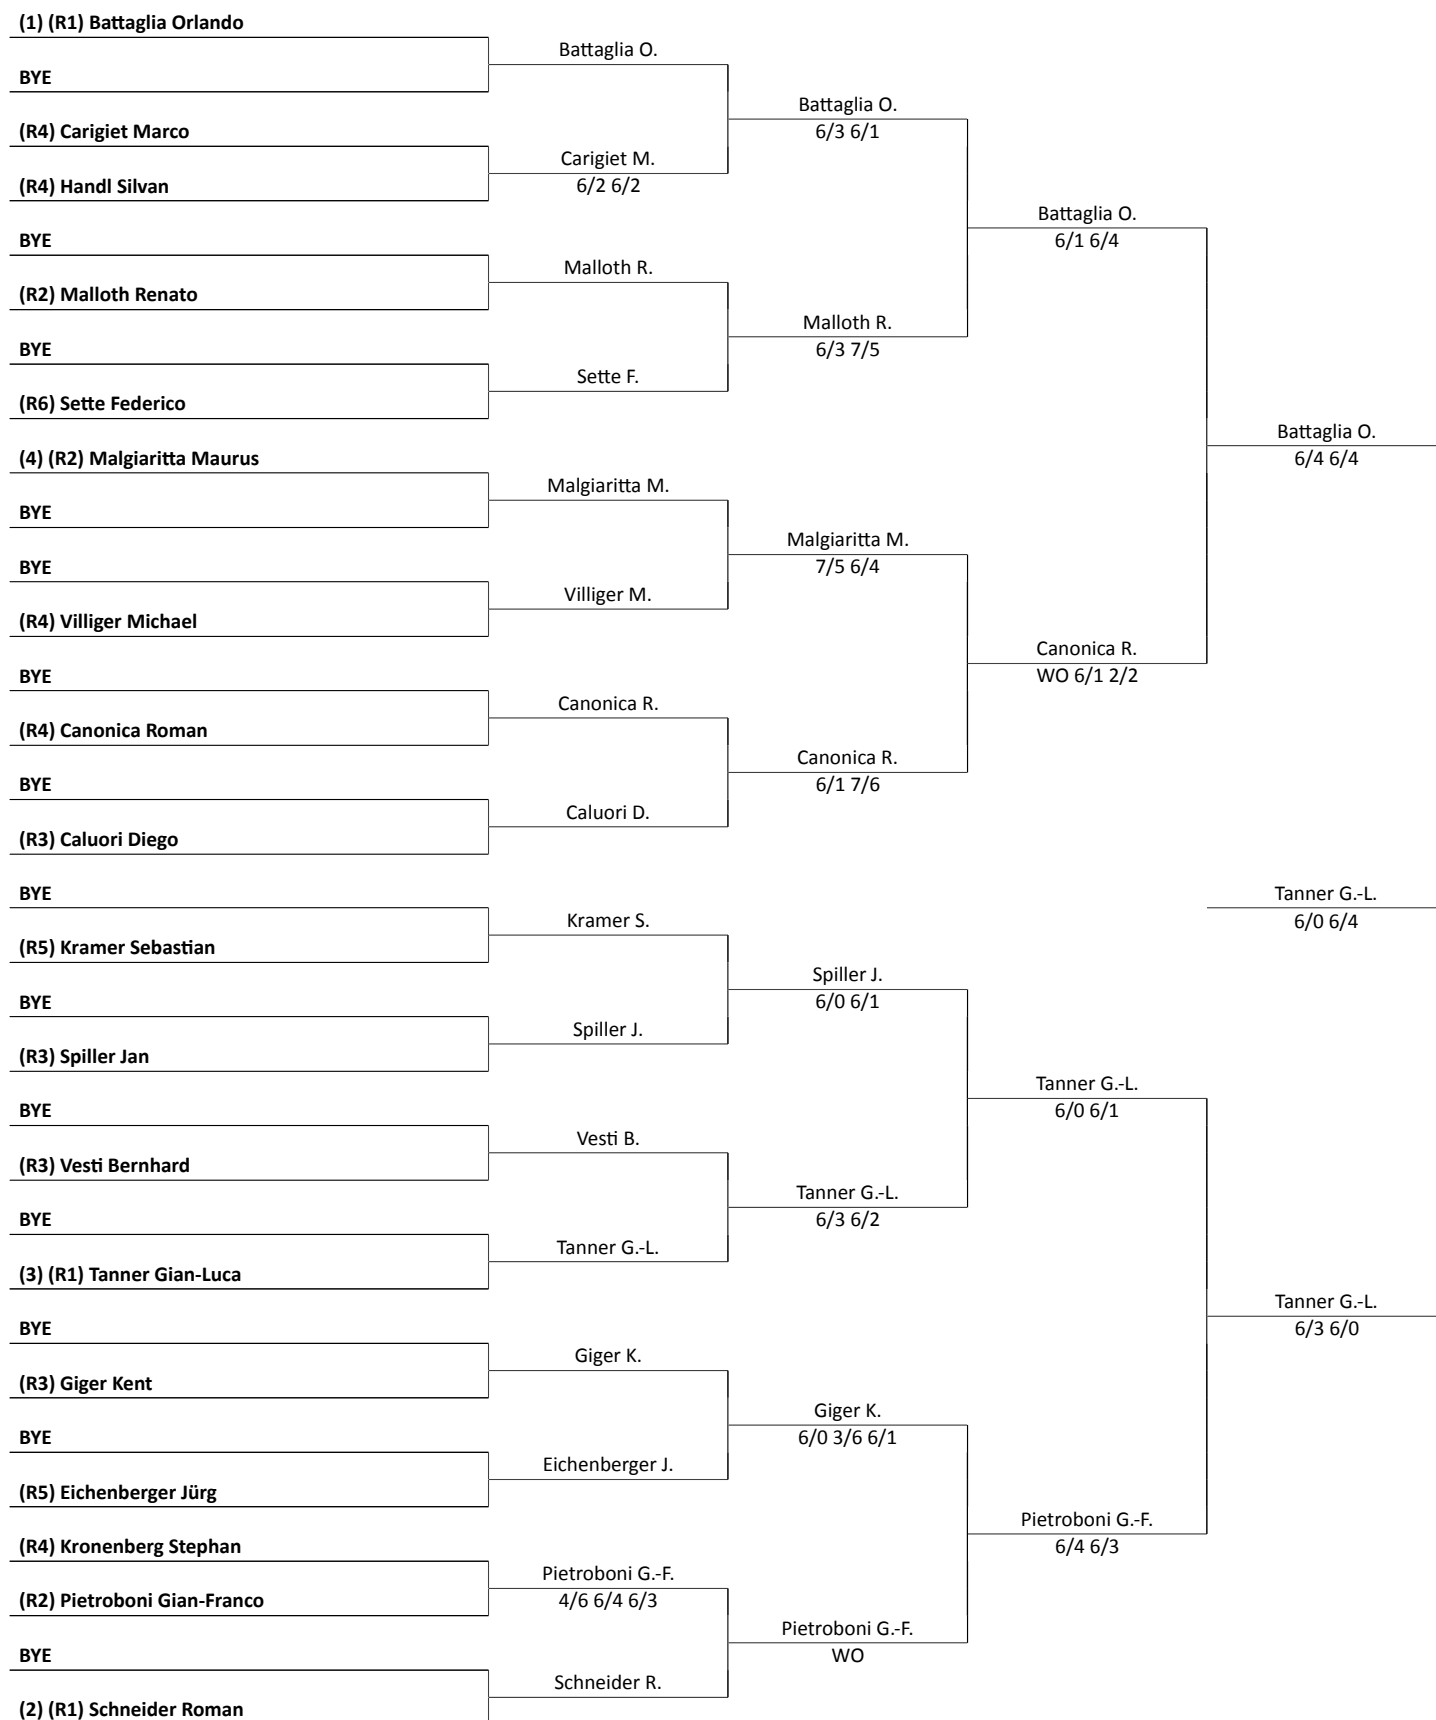 (1) (R1) Battaglia Orlando
Battaglia O.
BYE
Battaglia O.
6/3 6/1
(R4) Carigiet Marco
Carigiet M.
6/2 6/2
(R4) Handl Silvan
Battaglia O.
6/1 6/4
BYE
Malloth R.
(R2) Malloth Renato
Malloth R.
6/3 7/5
BYE
Sette F.
(R6) Sette Federico
Battaglia O.
6/4 6/4
(4) (R2) Malgiaritta Maurus
Malgiaritta M.
BYE
Malgiaritta M.
7/5 6/4
BYE
Villiger M.
(R4) Villiger Michael
Canonica R.
WO 6/1 2/2
BYE
Canonica R.
(R4) Canonica Roman
Canonica R.
6/1 7/6
BYE
Caluori D.
(R3) Caluori Diego
BYE
Tanner G.-L.
6/0 6/4
Kramer S.
(R5) Kramer Sebastian
Spiller J.
6/0 6/1
BYE
Spiller J.
(R3) Spiller Jan
Tanner G.-L.
6/0 6/1
BYE
Vesti B.
(R3) Vesti Bernhard
Tanner G.-L.
6/3 6/2
BYE
Tanner G.-L.
(3) (R1) Tanner Gian-Luca
Tanner G.-L.
6/3 6/0
BYE
Giger K.
(R3) Giger Kent
Giger K.
6/0 3/6 6/1
BYE
Eichenberger J.
(R5) Eichenberger Jürg
Pietroboni G.-F.
6/4 6/3
(R4) Kronenberg Stephan
Pietroboni G.-F.
4/6 6/4 6/3
(R2) Pietroboni Gian-Franco
Pietroboni G.-F.
WO
BYE
Schneider R.
(2) (R1) Schneider Roman